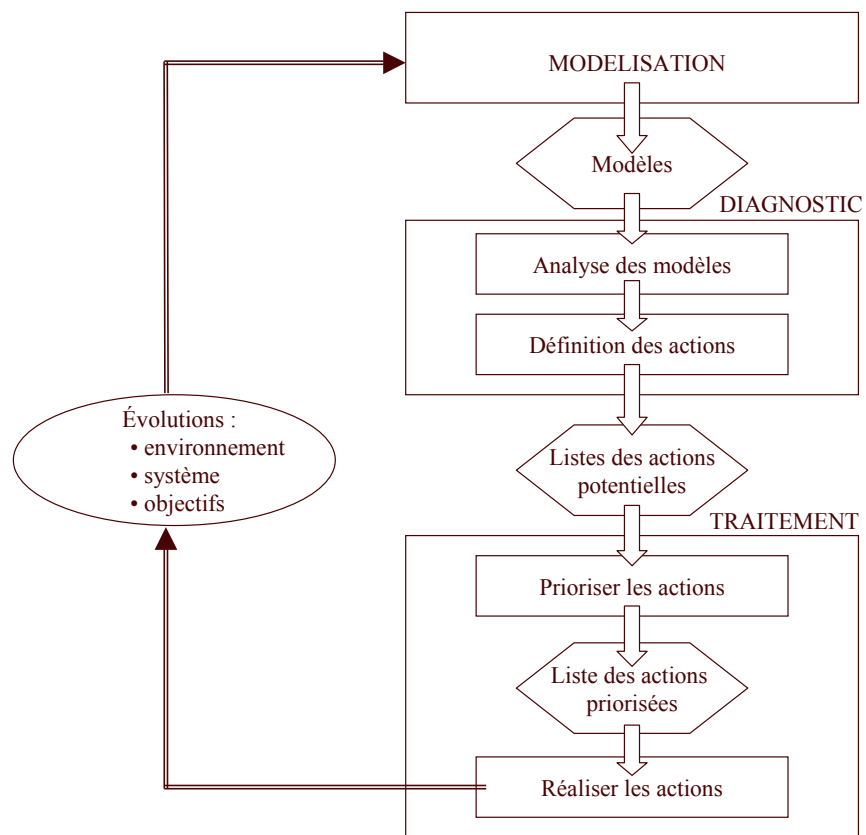 MODELISATION
Modèles
DIAGNOSTIC
Analyse des modèles
Définition des actions
Évolutions :
• environnement
• système
• objectifs
Listes des actions
potentielles
TRAITEMENT
Prioriser les actions
Liste des actions
priorisées
Réaliser les actions